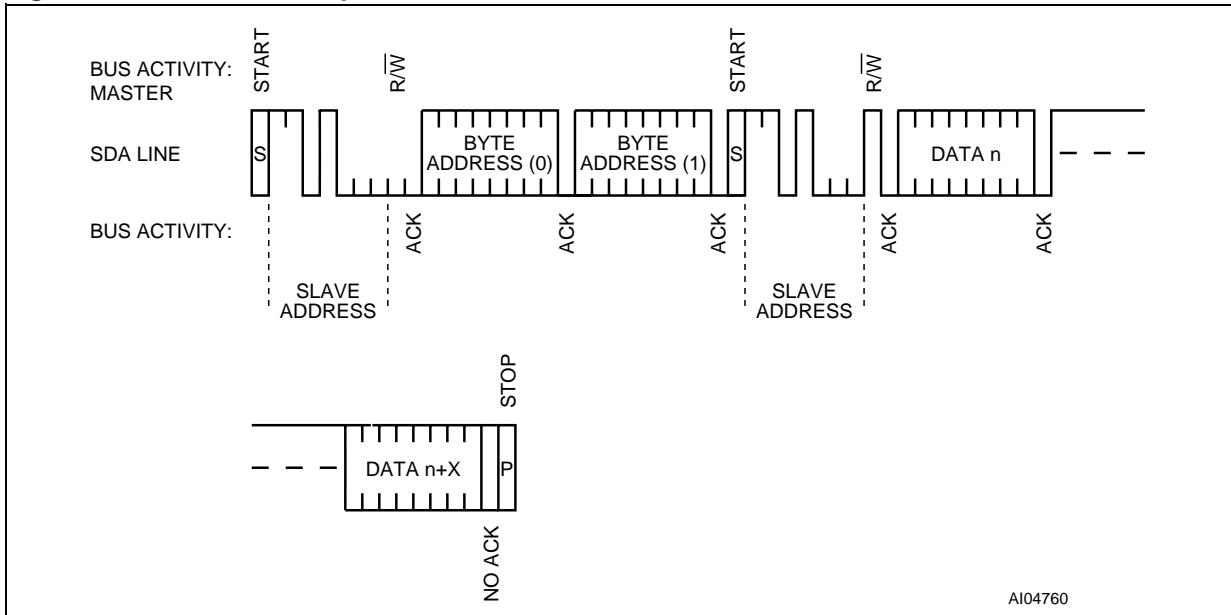 START
R/W
START
R/W
BUS ACTIVITY:
MASTER
SDA LINE
S
BYTE
ADDRESS (0)
BYTE
ADDRESS (1)
S
DATA n
BUS ACTIVITY:
ACK
ACK
ACK
ACK
ACK
SLAVE
ADDRESS
SLAVE
ADDRESS
STOP
DATA n+X
P
NO ACK
AI04760